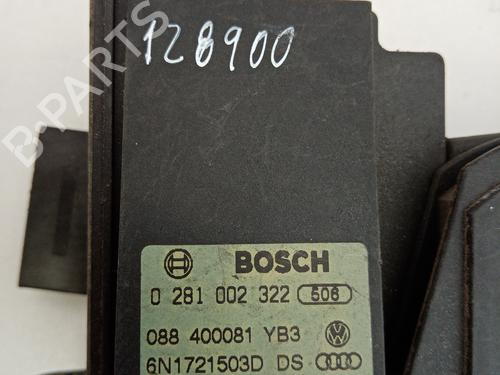 128900
BOSCH
0 281 002 322 506
088 400081 YB3
6N1721503D DS
B-PARTS